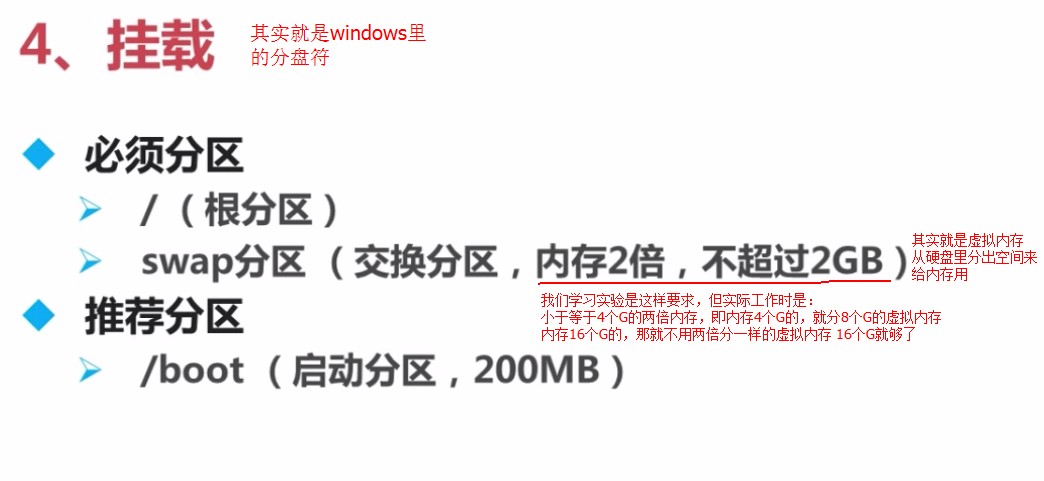 4、挂载
其实就是windows里
的分盘符
必须分区
/（根分区）
swap分区（交换分区，内存2倍，不超过2GB）
其实就是虚拟内存
从硬盘里分出空间来
给内存用
我们学习实验是这样要求，但实际工作时是：
小于等于4个G的两倍内存，即内存4个G的，就分8个G的虚拟内存
内存16个G的，那就不用两倍分一样的虚拟内存 16个G就够了
推荐分区
/boot（启动分区，200MB）